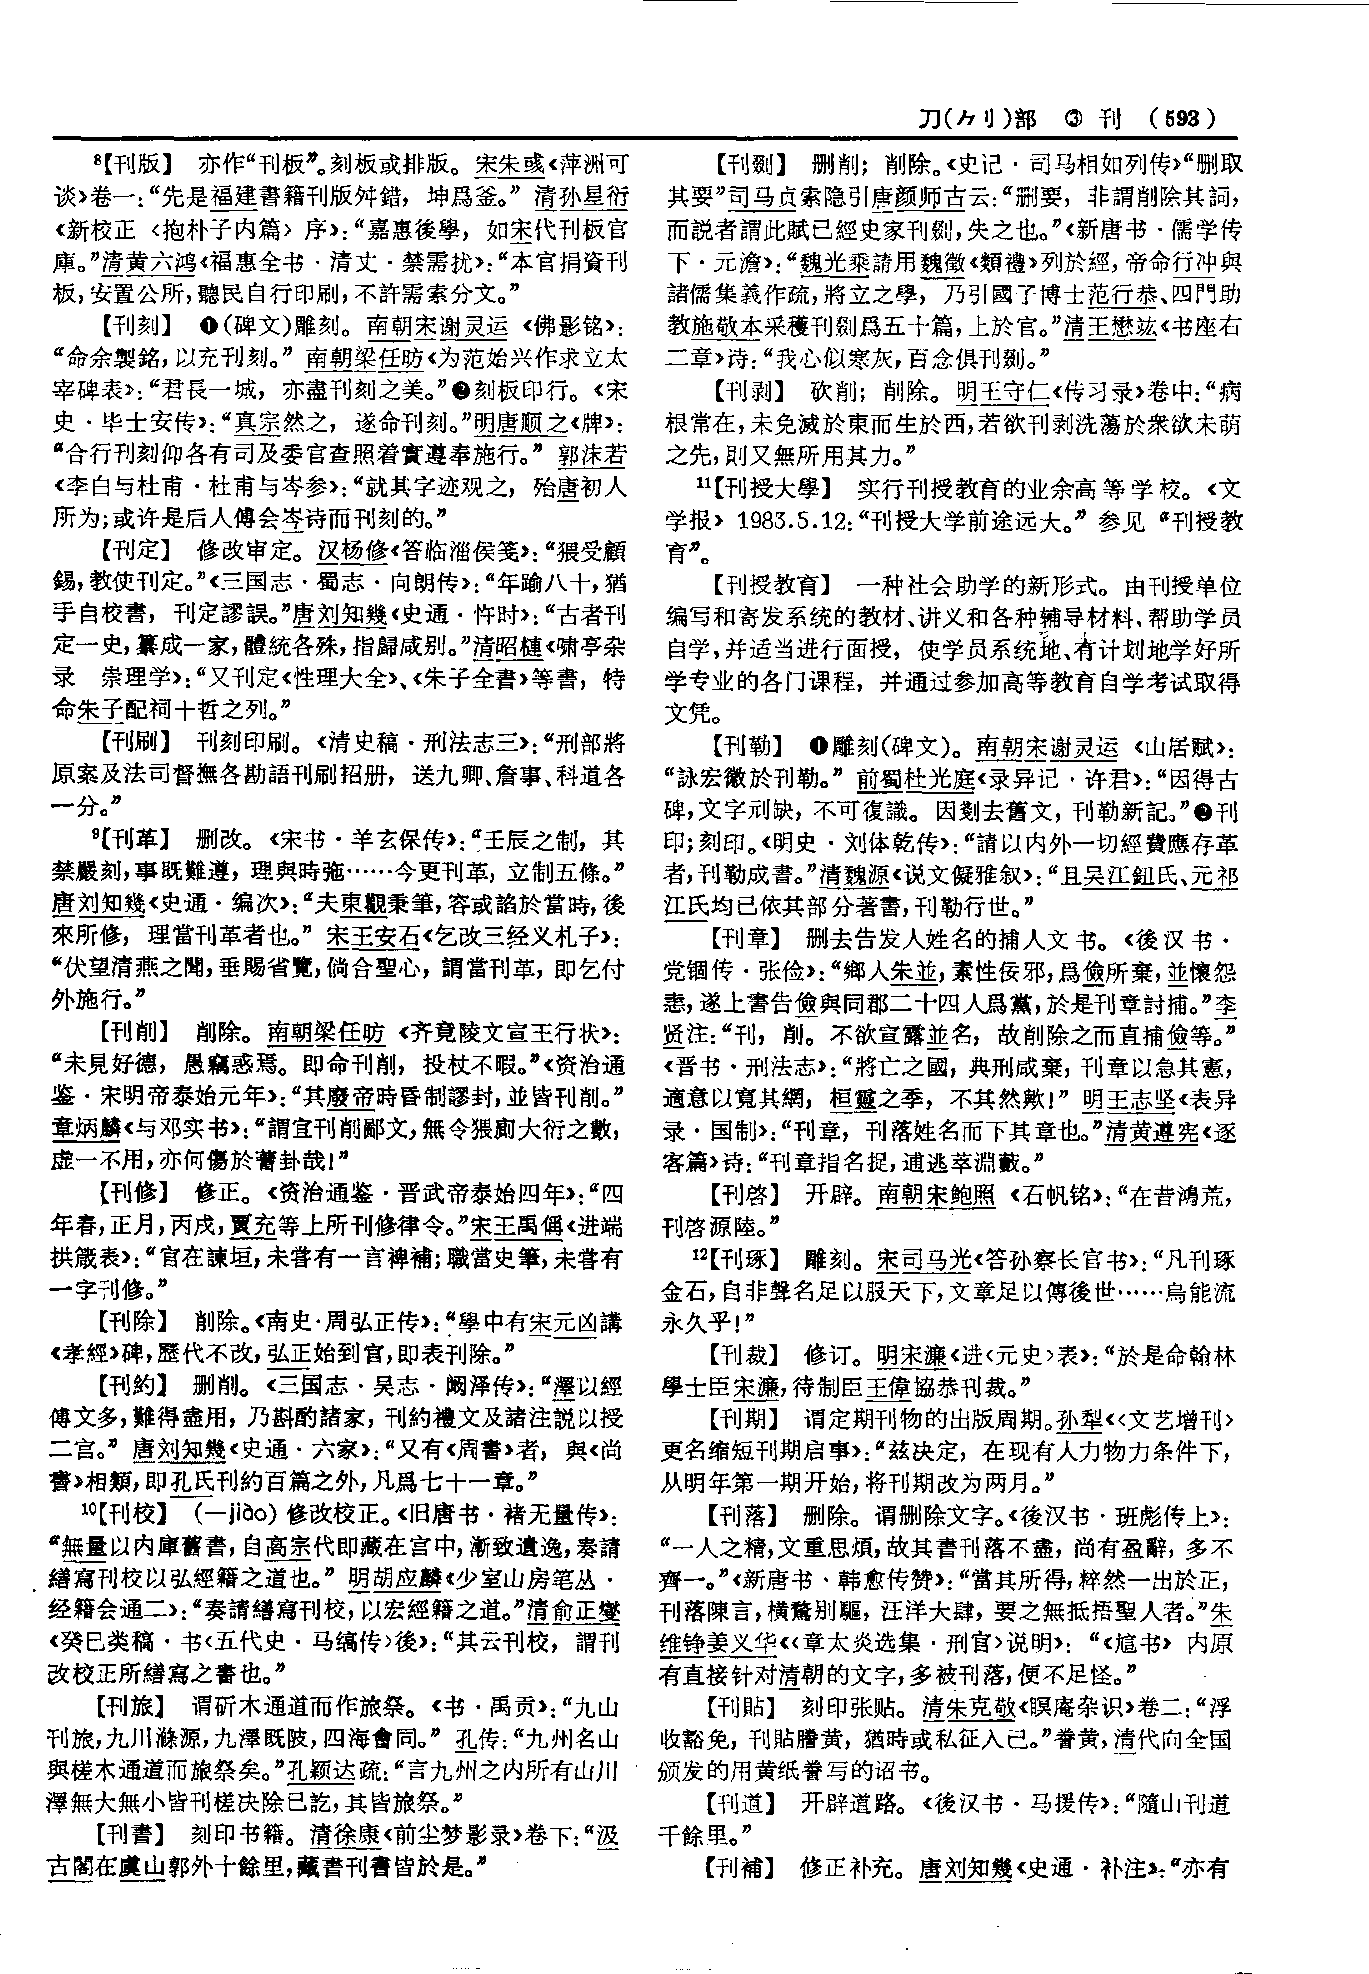 刀(⺈刂)部 ③ 刊 (593)
⁸【刊版】 亦作“刊板”。刻板或排版。宋朱彧《萍洲可
谈》卷一：“先是福建書籍刊版舛錯，坤爲釜。”清孙星衍
《新校正〈抱朴子内篇〉序》：“嘉惠後學，如宋代刊板官
庫。”清黄六鸿《福惠全书·清丈·禁需扰》：“本官捐資刊
板，安置公所，聽民自行印刷，不許需索分文。”
【刊刻】 ❶(碑文)雕刻。南朝宋谢灵运《佛影铭》：
“命余製銘，以充刊刻。”南朝梁任昉《为范始兴作求立太
宰碑表》：“君長一城，亦盡刊刻之美。”❷刻板印行。《宋
史·毕士安传》：“真宗然之，遂命刊刻。”明唐顺之《牌》：
“合行刊刻仰各有司及委官查照着實遵奉施行。”郭沫若
《李白与杜甫·杜甫与岑参》：“就其字迹观之，殆唐初人
所为；或许是后人傅会岑诗而刊刻的。”
【刊定】 修改审定。汉杨修《答临淄侯笺》：“猥受顧
錫，教使刊定。”《三国志·蜀志·向朗传》：“年踰八十，猶
手自校書，刊定謬誤。”唐刘知幾《史通·忤时》：“古者刊
定一史，纂成一家，體統各殊，指歸咸别。”清昭槤《啸亭杂
录 崇理学》：“又刊定《性理大全》、《朱子全書》等書，特
命朱子配祠十哲之列。”
【刊刷】 刊刻印刷。《清史稿·刑法志三》：“刑部將
原案及法司督撫各勘語刊刷招册，送九卿、詹事、科道各
一分。”
⁹【刊革】 删改。《宋书·羊玄保传》：“壬辰之制，其
禁嚴刻，事既難遵，理與時弛……今更刊革，立制五條。”
唐刘知幾《史通·编次》：“夫東觀秉筆，容或諂於當時，後
來所修，理當刊革者也。”宋王安石《乞改三经义札子》：
“伏望清燕之閒，垂賜省覽，倘合聖心，謂當刊革，即乞付
外施行。”
【刊削】 削除。南朝梁任昉《齐竟陵文宣王行状》：
“未見好德，愚竊惑焉。即命刊削，投杖不暇。”《资治通
鉴·宋明帝泰始元年》：“其廢帝時昏制謬封，並皆刊削。”
章炳麟《与邓实书》：“謂宜刊削鄙文，無令猥廁大衍之數，
虚一不用，亦何傷於蓍卦哉！”
【刊修】 修正。《资治通鉴·晋武帝泰始四年》：“四
年春，正月，丙戌，賈充等上所刊修律令。”宋王禹偁《进端
拱箴表》：“官在諫垣，未嘗有一言裨補；職當史筆，未嘗有
一字刊修。”
【刊除】 削除。《南史·周弘正传》：“學中有宋元凶講
《孝經》碑，歷代不改，弘正始到官，即表刊除。”
【刊約】 删削。《三国志·吴志·阚泽传》：“澤以經
傳文多，難得盡用，乃斟酌諸家，刊約禮文及諸注説以授
二宫。”唐刘知幾《史通·六家》：“又有《周書》者，與《尚
書》相類，即孔氏刊約百篇之外，凡爲七十一章。”
¹⁰【刊校】 (—jiào)修改校正。《旧唐书·褚无量传》：
“無量以内庫舊書，自高宗代即藏在宫中，漸致遺逸，奏請
繕寫刊校以弘經籍之道也。”明胡应麟《少室山房笔丛·
经籍会通二》：“奏請繕寫刊校，以宏經籍之道。”清俞正燮
《癸巳类稿·书〈五代史·马缟传〉後》：“其云刊校，謂刊
改校正所繕寫之書也。”
【刊旅】 谓斫木通道而作旅祭。《书·禹贡》：“九山
刊旅，九川滌源，九澤既陂，四海會同。”孔传：“九州名山
與槎木通道而旅祭矣。”孔颖达疏：“言九州之内所有山川
澤無大無小皆刊槎决除已訖，其皆旅祭。”
【刊書】 刻印书籍。清徐康《前尘梦影录》卷下：“汲
古閣在虞山郭外十餘里，藏書刊書皆於是。”
【刊剟】 删削；削除。《史记·司马相如列传》“删取
其要”司马贞索隐引唐颜师古云：“删要，非謂削除其詞，
而説者謂此賦已經史家刊剟，失之也。”《新唐书·儒学传
下·元澹》：“魏光乘請用魏徵《類禮》列於經，帝命行冲與
諸儒集義作疏，將立之學，乃引國子博士范行恭、四門助
教施敬本采穫刊剟爲五十篇，上於官。”清王懋竑《书座右
二章》诗：“我心似寒灰，百念俱刊剟。”
【刊剥】 砍削；削除。明王守仁《传习录》卷中：“病
根常在，未免滅於東而生於西，若欲刊剥洗蕩於衆欲未萌
之先，則又無所用其力。”
¹¹【刊授大學】 实行刊授教育的业余高等学校。《文
学报》1983.5.12：“刊授大学前途远大。”参见“刊授教
育”。
【刊授教育】 一种社会助学的新形式。由刊授单位
编写和寄发系统的教材、讲义和各种辅导材料，帮助学员
自学，并适当进行面授，使学员系统地、有计划地学好所
学专业的各门课程，并通过参加高等教育自学考试取得
文凭。
【刊勒】 ❶雕刻(碑文)。南朝宋谢灵运《山居赋》：
“詠宏徽於刊勒。”前蜀杜光庭《录异记·许君》：“因得古
碑，文字刓缺，不可復識。因剗去舊文，刊勒新記。”❷刊
印；刻印。《明史·刘体乾传》：“請以内外一切經費應存革
者，刊勒成書。”清魏源《说文儗雅叙》：“且吴江鈕氏、元祁
江氏均已依其部分著書，刊勒行世。”
【刊章】 删去告发人姓名的捕人文书。《後汉书·
党锢传·张俭》：“鄉人朱並，素性佞邪，爲儉所棄，並懷怨
恚，遂上書告儉與同郡二十四人爲黨，於是刊章討捕。”李
贤注：“刊，削。不欲宣露並名，故削除之而直捕儉等。”
《晋书·刑法志》：“將亡之國，典刑咸棄，刊章以急其憲，
適意以寬其網，桓靈之季，不其然歟！”明王志坚《表异
录·国制》：“刊章，刊落姓名而下其章也。”清黄遵宪《逐
客篇》诗：“刊章指名捉，逋逃萃淵藪。”
【刊啓】 开辟。南朝宋鲍照《石帆铭》：“在昔鴻荒，
刊啓源陸。”
¹²【刊琢】 雕刻。宋司马光《答孙察长官书》：“凡刊琢
金石，自非聲名足以服天下，文章足以傳後世……烏能流
永久乎！”
【刊裁】 修订。明宋濂《进〈元史〉表》：“於是命翰林
學士臣宋濂，待制臣王偉協恭刊裁。”
【刊期】 谓定期刊物的出版周期。孙犁《〈文艺增刊〉
更名缩短刊期启事》：“兹决定，在现有人力物力条件下，
从明年第一期开始，将刊期改为两月。”
【刊落】 删除。谓删除文字。《後汉书·班彪传上》：
“一人之精，文重思煩，故其書刊落不盡，尚有盈辭，多不
齊一。”《新唐书、韩愈传赞》：“當其所得，粹然一出於正，
刊落陳言，横騖别驅，汪洋大肆，要之無抵捂聖人者。”朱
维铮姜义华《〈章太炎选集·刑官〉说明》：“《訄书》内原
有直接针对清朝的文字，多被刊落，便不足怪。”
【刊貼】 刻印张贴。清朱克敬《暝庵杂识》卷二：“浮
收豁免，刊貼謄黄，猶時或私征入己。”誊黄，清代向全国
颁发的用黄纸誊写的诏书。
【刊道】 开辟道路。《後汉书·马援传》：“隨山刊道
千餘里。”
【刊補】 修正补充。唐刘知幾《史通·补注》：“亦有